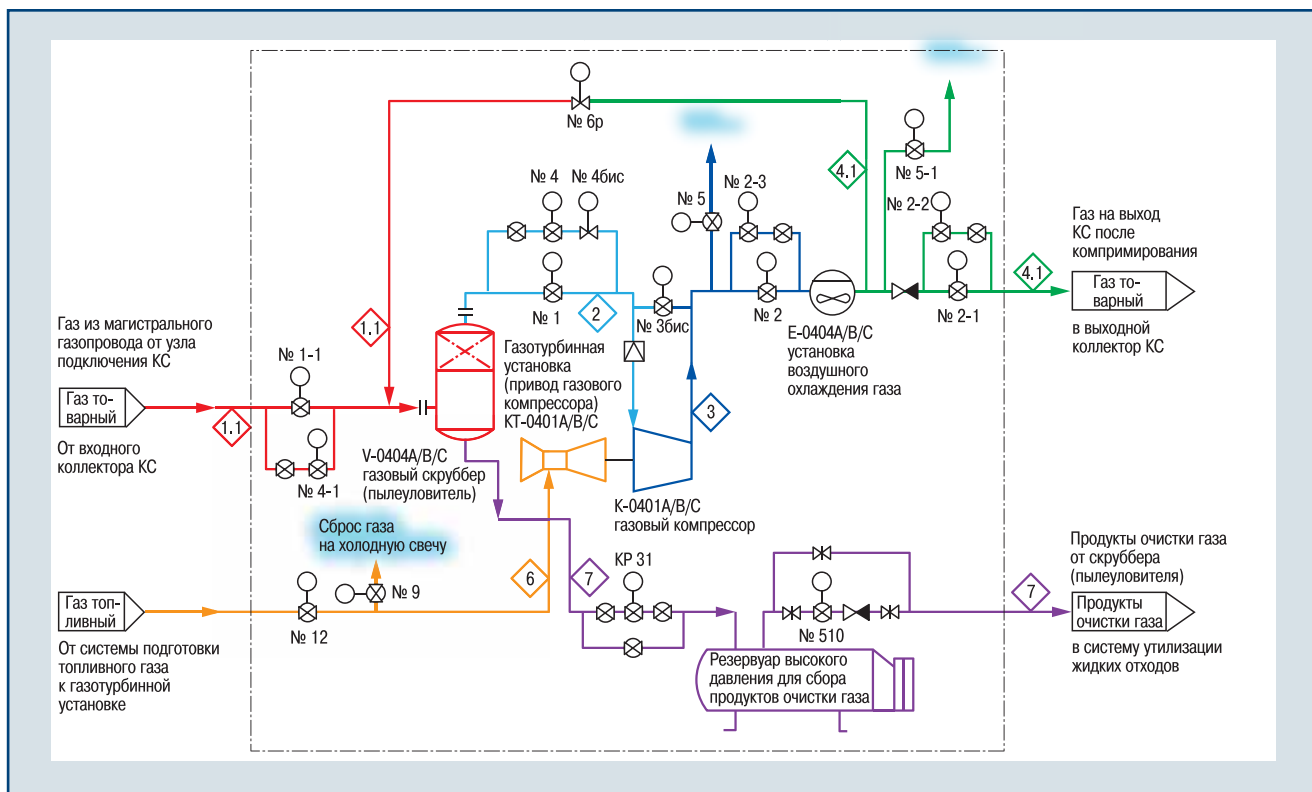 № 6р
4.1
№ 5-1
№ 4
№ 4бис
№ 5
№ 2-3
№ 2-2
Газ на выход
КС после
компримирования
4.1
Газ то-
варный
в выходной
коллектор КС
№ 1
2
№ 3бис
№ 2
№ 2-1
E-0404A/B/C
установка
воздушного
охлаждения газа
1.1
Газ из магистрального
газопровода от узла
подключения КС
Газ то-
варный
От входного
коллектора КС
1.1
№ 1-1
№ 4-1
Газотурбинная
установка
(привод газового
компрессора)
КТ-0401А/В/С
3
V-0404A/B/C
газовый скруббер
(пылеуловитель)
К-0401А/В/С
газовый компрессор
Сброс газа
на холодную свечу
№ 9
6
7
КР 31
Газ топ-
ливный
№ 12
От системы подготовки
топливного газа
к газотурбинной
установке
№ 510
Резервуар высокого
давления для сбора
продуктов очистки газа
Продукты очистки газа
от скруббера
(пылеуловителя)
7
Продукты
очистки газа
в систему утилизации
жидких отходов